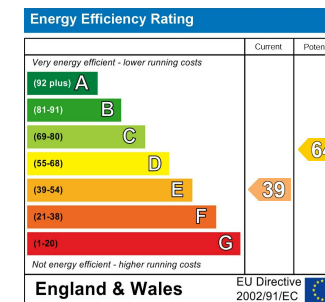 Energy Efficiency Rating
Current
Very energy efficient - lower running costs
(92 plus) A
(81-91) B
(69-80) C
(55-68) D
(39-54) E
39
(21-38) F
(1-20) G
Not energy efficient - higher running costs
England & Wales
EU Directive
2002/91/EC